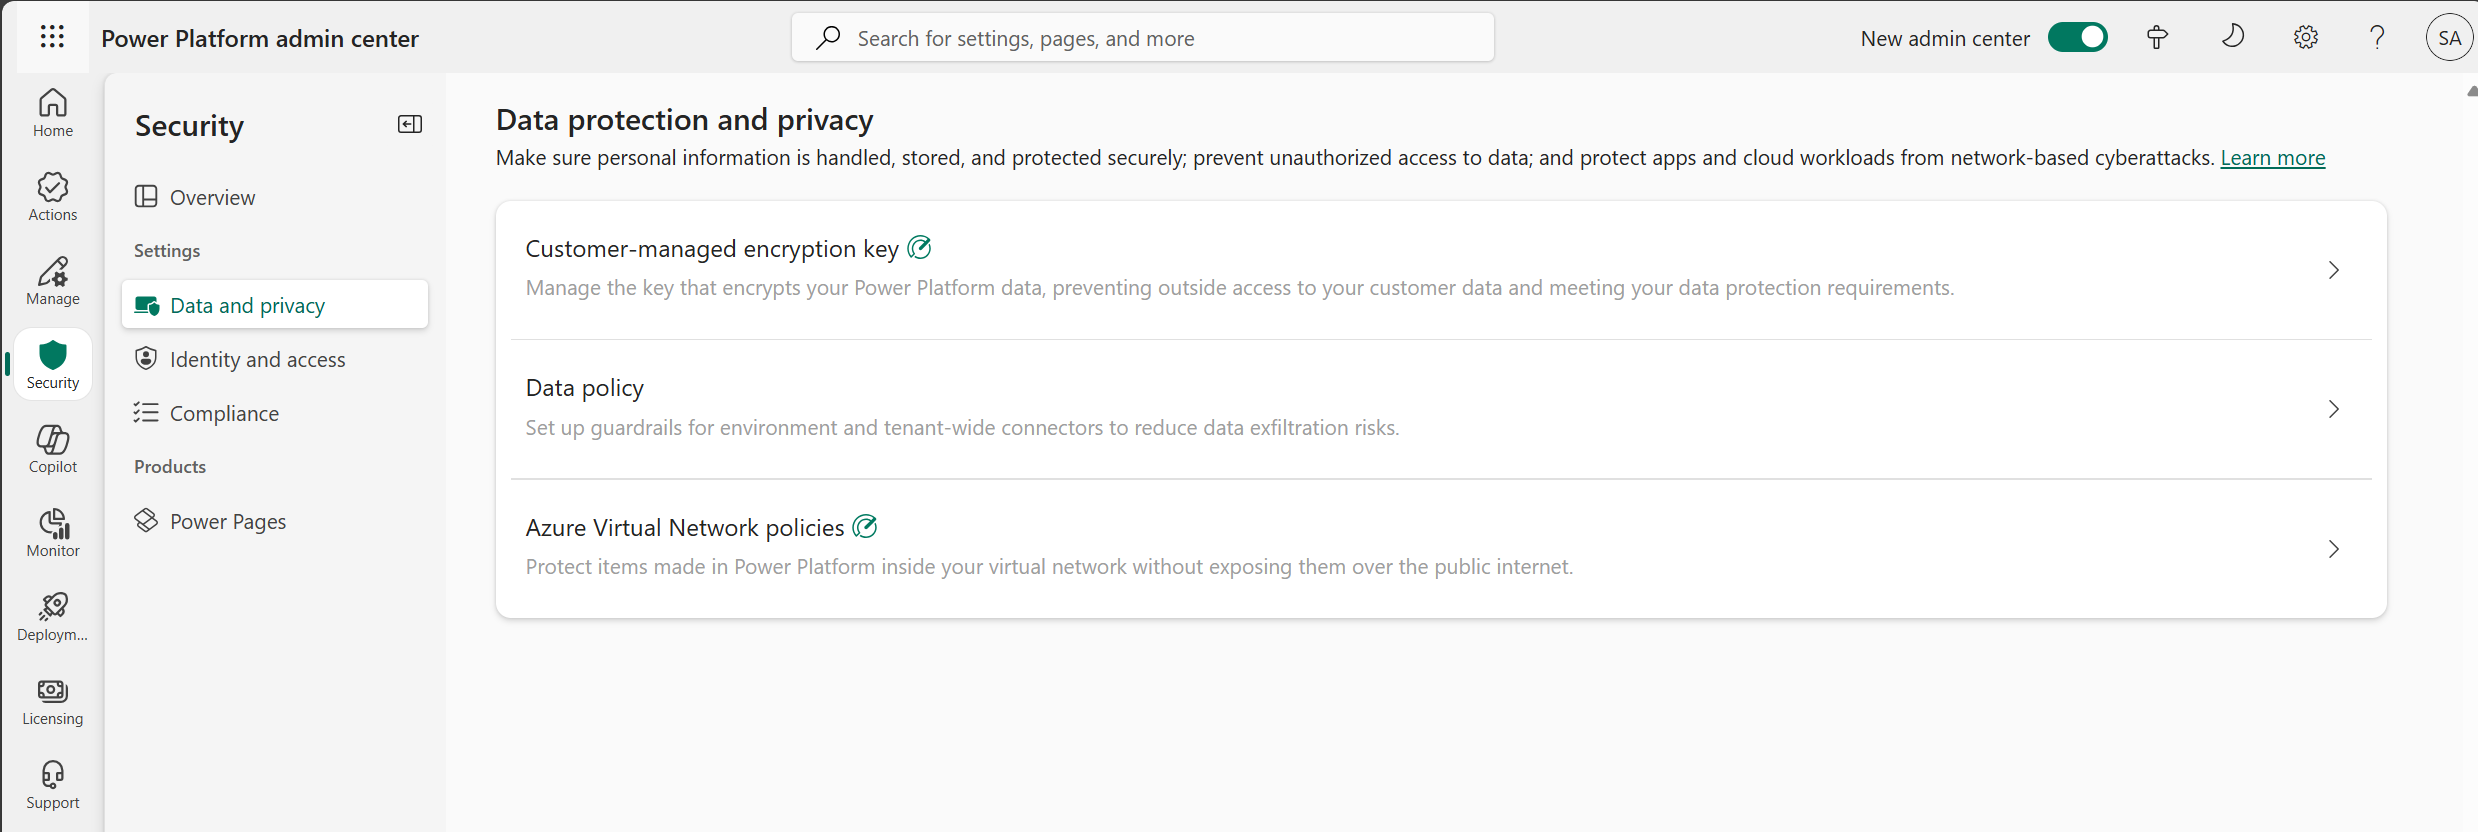 Power Platform admin center
Search for settings, pages, and more
New admin center
SA
Home
Actions
Manage
Security
Copilot
Monitor
Deploym...
Licensing
Support
Security
Overview
Settings
Data and privacy
Identity and access
Compliance
Products
Power Pages
Data protection and privacy
Make sure personal information is handled, stored, and protected securely; prevent unauthorized access to data; and protect apps and cloud workloads from network-based cyberattacks. Learn more
Customer-managed encryption key
Manage the key that encrypts your Power Platform data, preventing outside access to your customer data and meeting your data protection requirements.
Data policy
Set up guardrails for environment and tenant-wide connectors to reduce data exfiltration risks.
Azure Virtual Network policies
Protect items made in Power Platform inside your virtual network without exposing them over the public internet.